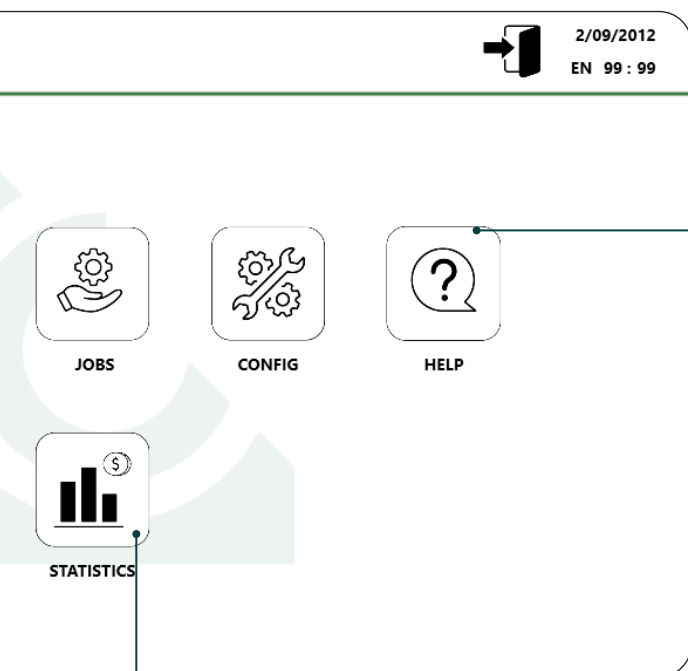 2/09/2012
EN 99 : 99
?
JOBS
CONFIG
HELP
$
STATISTICS